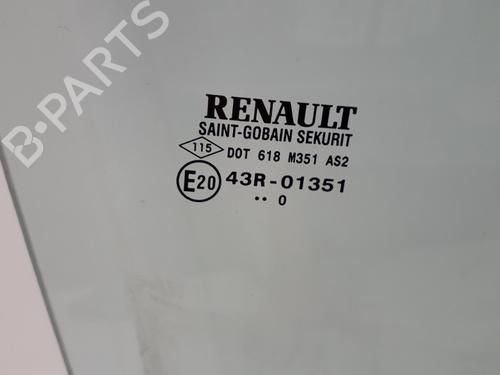 B-PARTS
RENAULT
SAINT-GOBAIN SEKURIT
115 DOT 618 M351 AS2
E20 43R-01351
.. 0